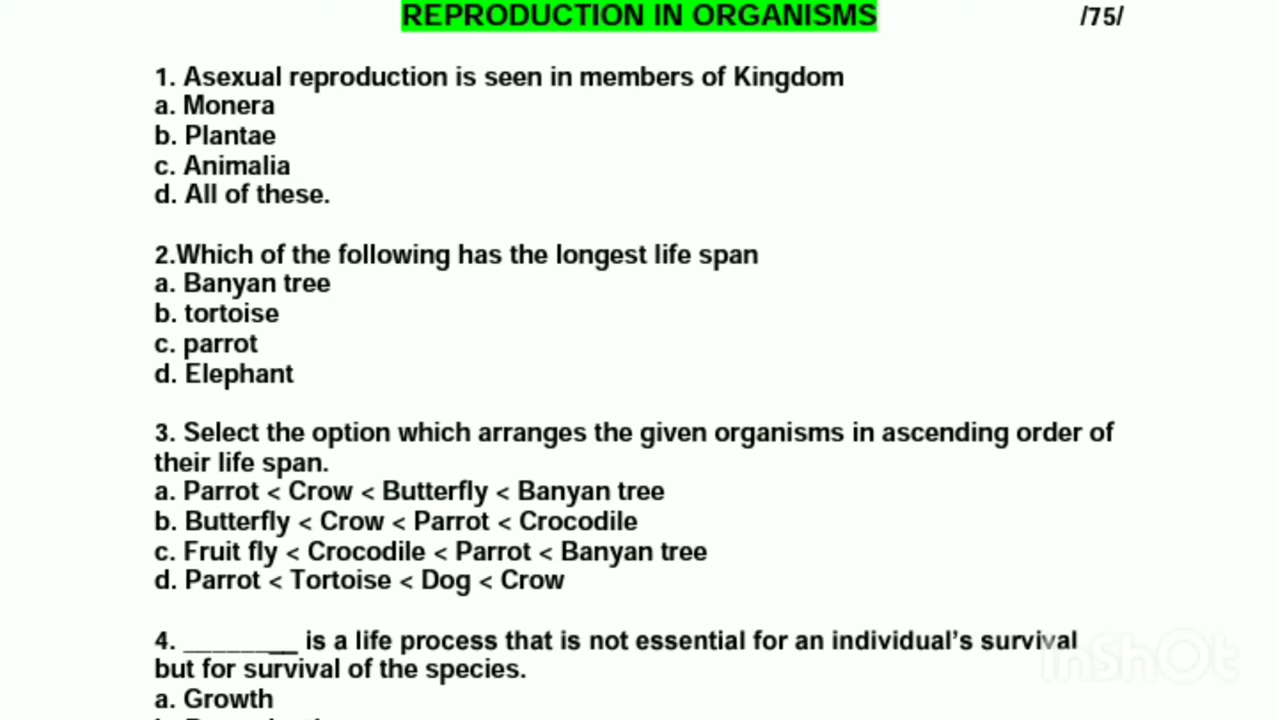 REPRODUCTION IN ORGANISMS /75/
1. Asexual reproduction is seen in members of Kingdom
a. Monera
b. Plantae
c. Animalia
d. All of these.
2.Which of the following has the longest life span
a. Banyan tree
b. tortoise
c. parrot
d. Elephant
3. Select the option which arranges the given organisms in ascending order of
their life span.
a. Parrot < Crow < Butterfly < Banyan tree
b. Butterfly < Crow < Parrot < Crocodile
c. Fruit fly < Crocodile < Parrot < Banyan tree
d. Parrot < Tortoise < Dog < Crow
4. ________ is a life process that is not essential for an individual’s survival
but for survival of the species.
InShOt
a. Growth